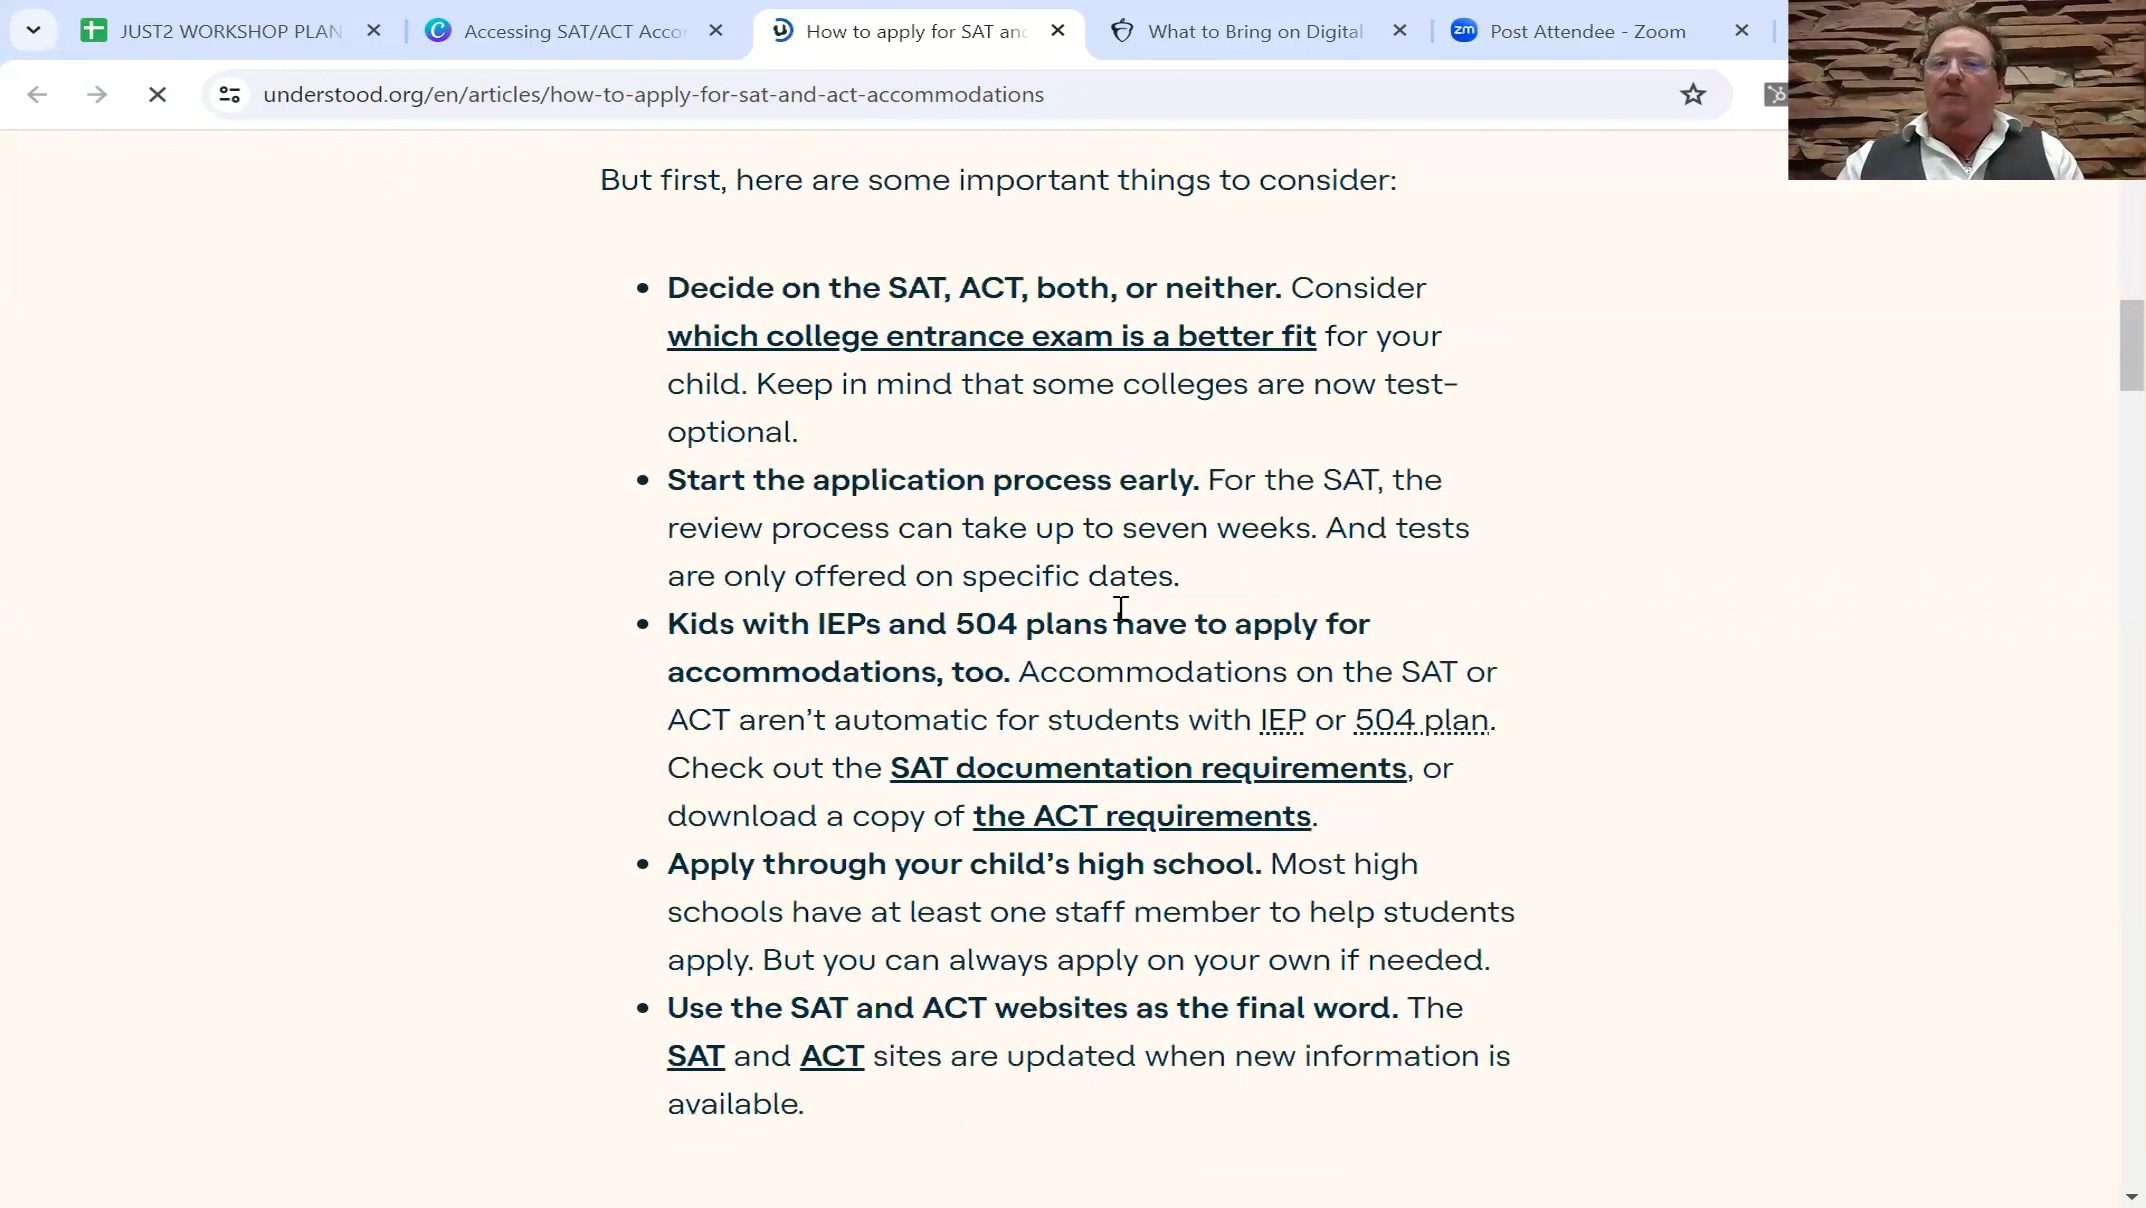 JUST2 WORKSHOP PLAN
Accessing SAT/ACT Acco
How to apply for SAT an
What to Bring on Digital
zm
Post Attendee - Zoom
understood.org/en/articles/how-to-apply-for-sat-and-act-accommodations
But first, here are some important things to consider:
• Decide on the SAT, ACT, both, or neither. Consider
which college entrance exam is a better fit for your
child. Keep in mind that some colleges are now test-
optional.
• Start the application process early. For the SAT, the
review process can take up to seven weeks. And tests
are only offered on specific dates.
• Kids with IEPs and 504 plans have to apply for
accommodations, too. Accommodations on the SAT or
ACT aren’t automatic for students with IEP or 504 plan.
Check out the SAT documentation requirements, or
download a copy of the ACT requirements.
• Apply through your child’s high school. Most high
schools have at least one staff member to help students
apply. But you can always apply on your own if needed.
• Use the SAT and ACT websites as the final word. The
SAT and ACT sites are updated when new information is
available.